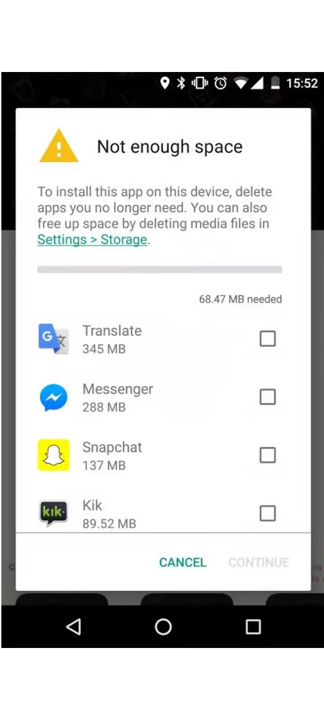 15:52
Not enough space
To install this app on this device, delete
apps you no longer need. You can also
free up space by deleting media files in
Settings > Storage.
68.47 MB needed
Translate
345 MB
Messenger
288 MB
Snapchat
137 MB
Kik
89.52 MB
CANCEL CONTINUE